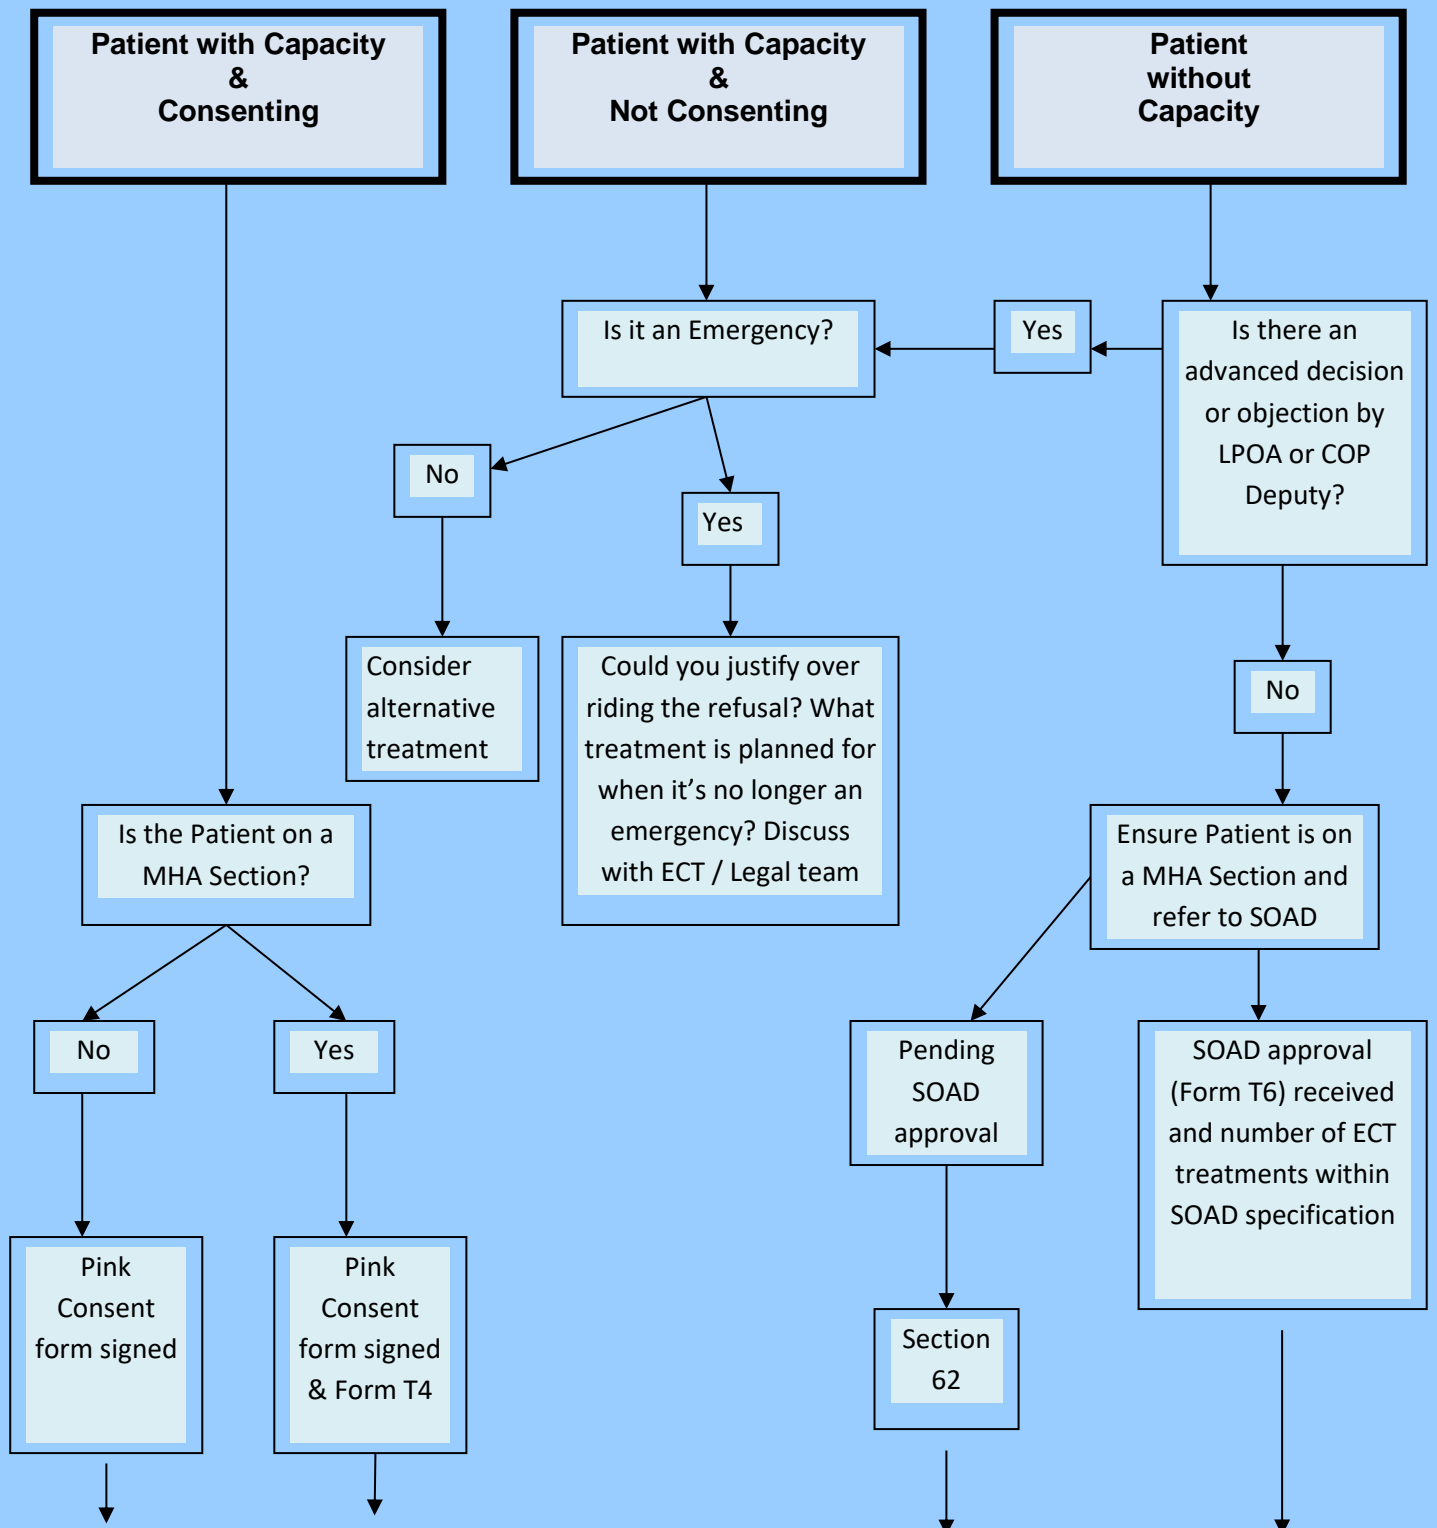 Patient with Capacity
&
Consenting
Patient with Capacity
&
Not Consenting
Patient
without
Capacity
Is it an Emergency?
Yes
Is there an
advanced decision
or objection by
LPOA or COP
Deputy?
No
Yes
Consider
alternative
treatment
Could you justify over
riding the refusal? What
treatment is planned for
when it’s no longer an
emergency? Discuss
with ECT / Legal team
No
Is the Patient on a
MHA Section?
Ensure Patient is on
a MHA Section and
refer to SOAD
No
Yes
Pending
SOAD
approval
SOAD approval
(Form T6) received
and number of ECT
treatments within
SOAD specification
Pink
Consent
form signed
Pink
Consent
form signed
& Form T4
Section
62